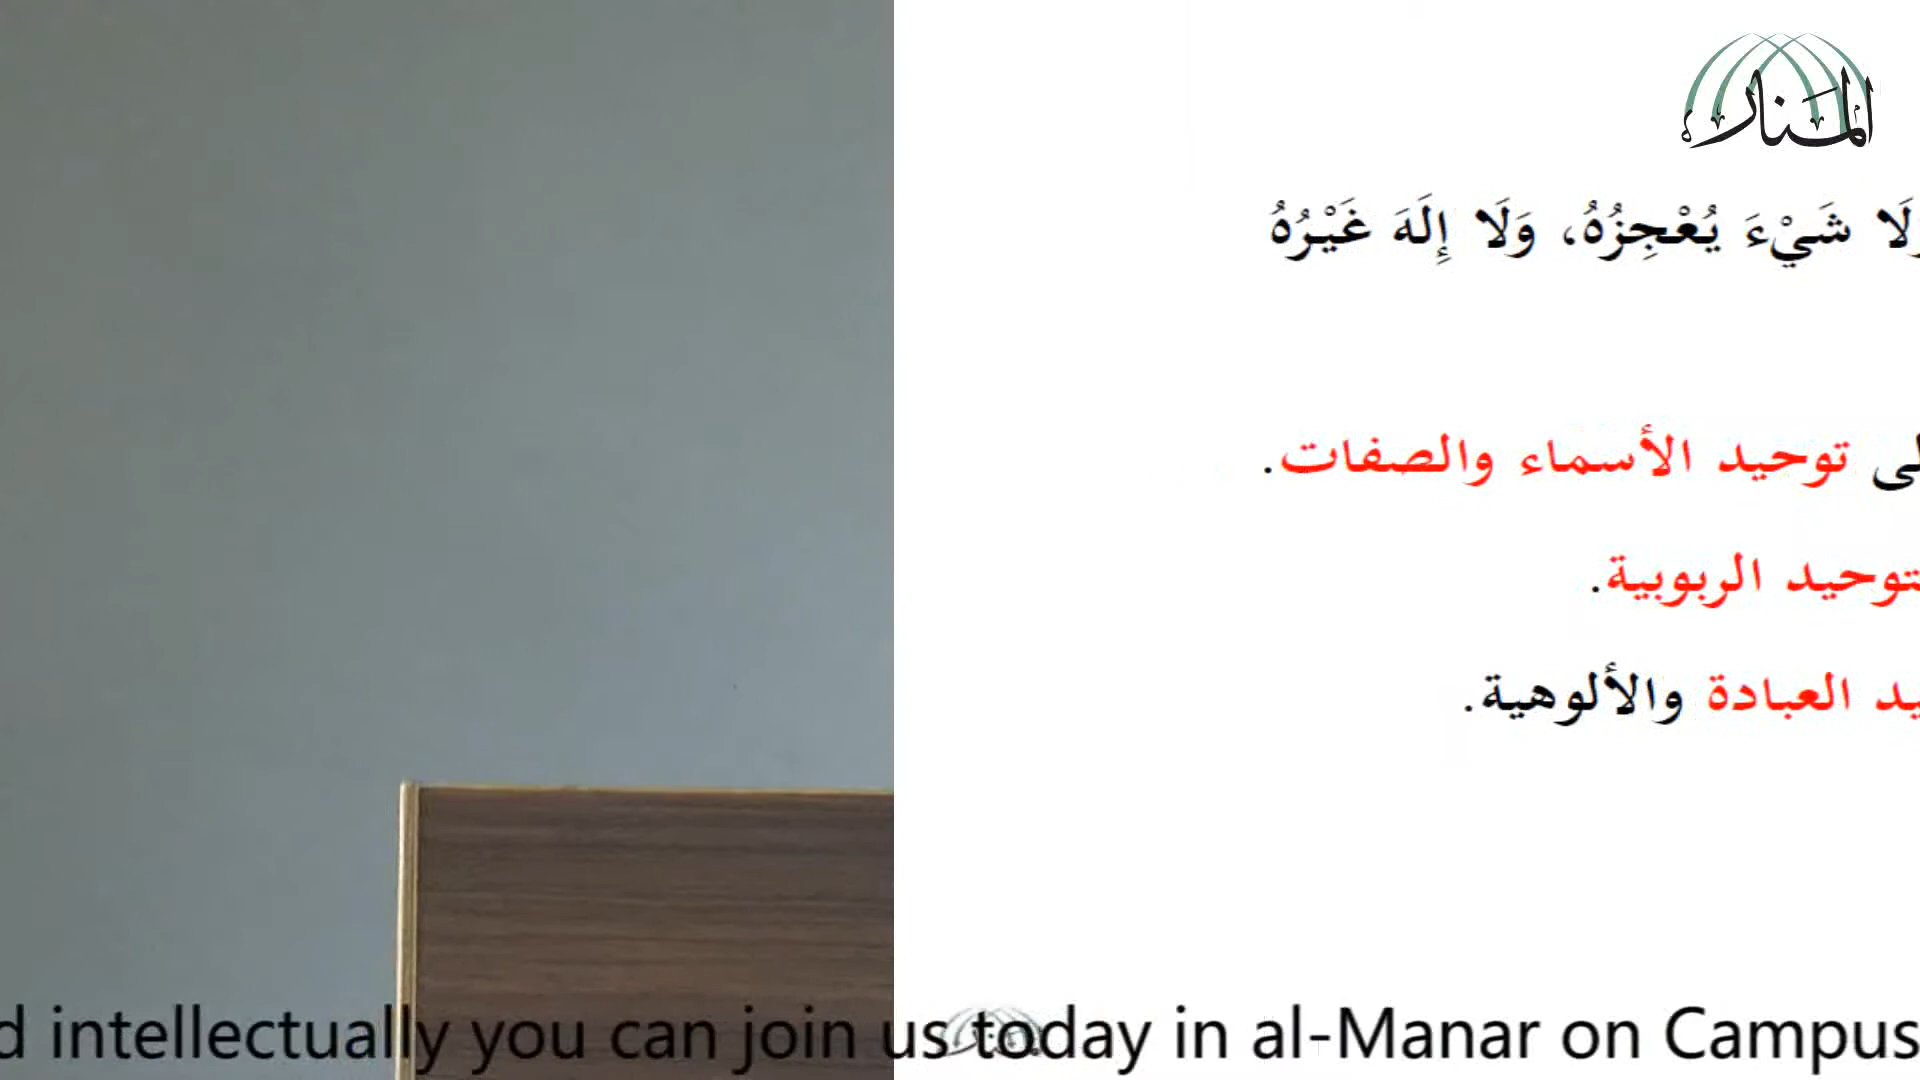 المنار
وَلَا شَيْءَ يُعْجِزُهُ، وَلَا إِلَهَ غَيْرُهُ
توحيد الأسماء والصفات.
توحيد الربوبية.
العبادة والألوهية.
intellectually you can join us today in al-Manar on Campus